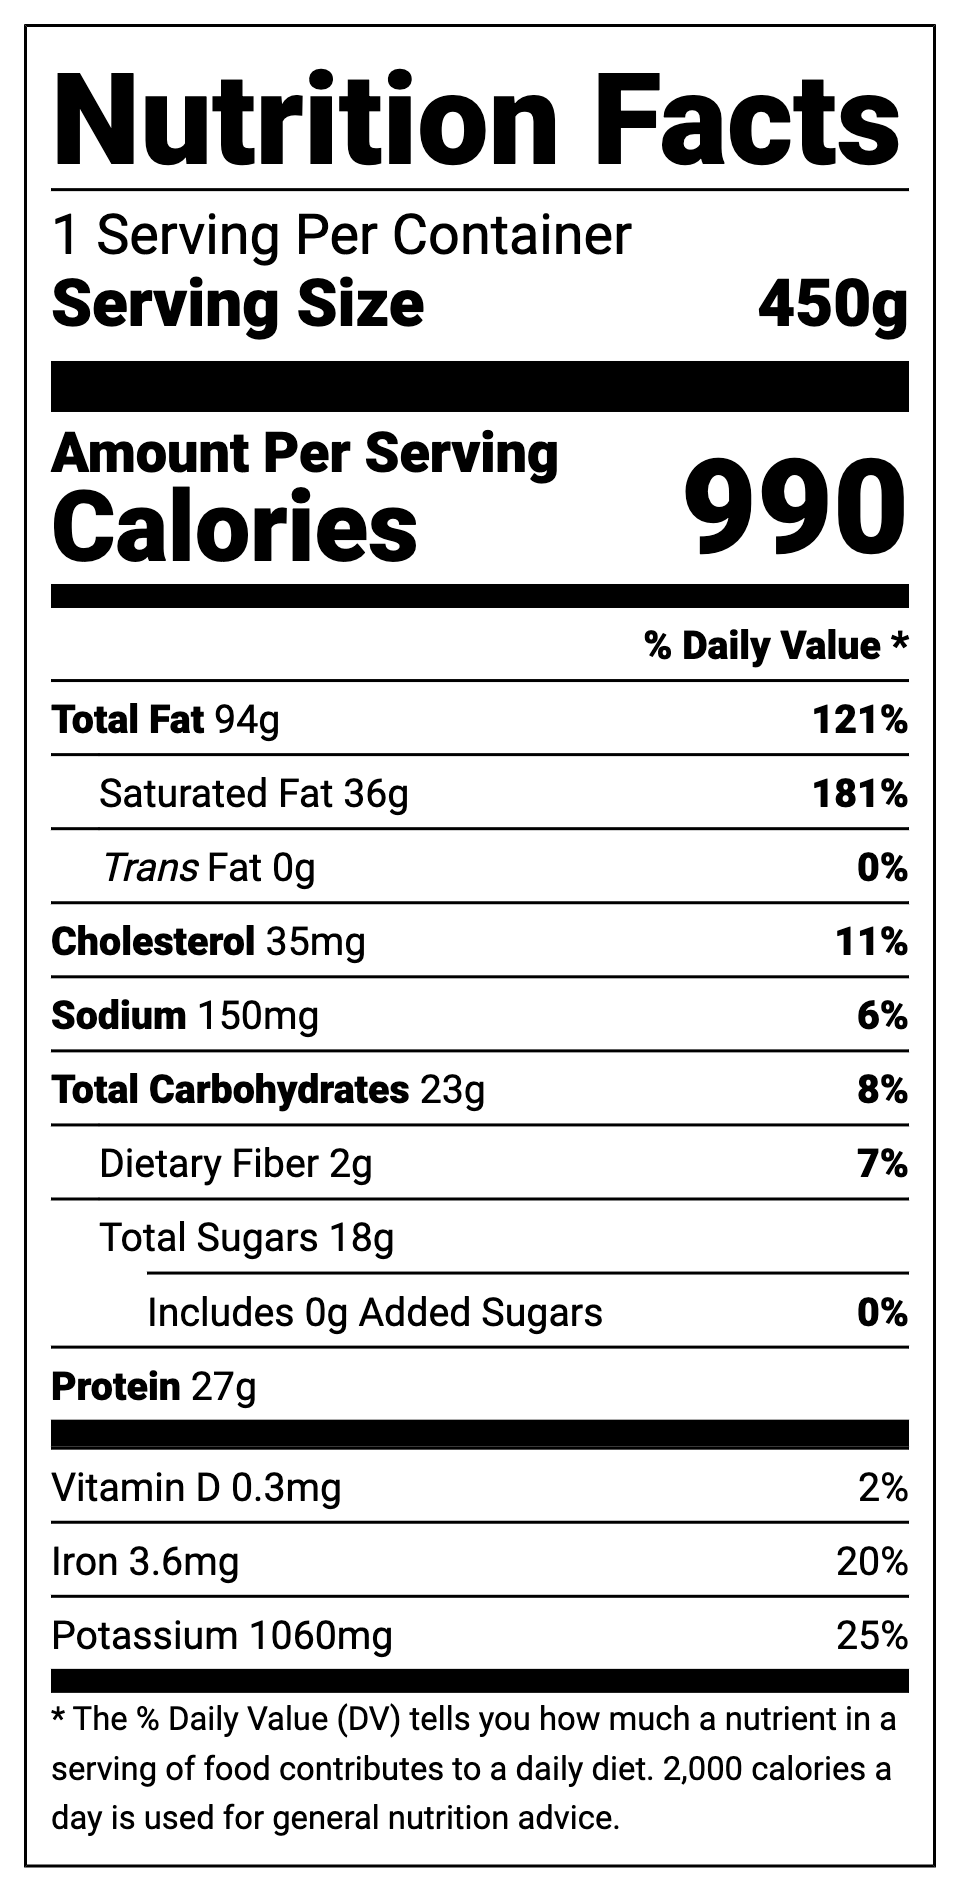 Nutrition Facts
1 Serving Per Container
Serving Size 450g
Amount Per Serving
Calories 990
% Daily Value *
Total Fat 94g 121%
Saturated Fat 36g 181%
Trans Fat 0g 0%
Cholesterol 35mg 11%
Sodium 150mg 6%
Total Carbohydrates 23g 8%
Dietary Fiber 2g 7%
Total Sugars 18g
Includes 0g Added Sugars 0%
Protein 27g
Vitamin D 0.3mg 2%
Iron 3.6mg 20%
Potassium 1060mg 25%
* The % Daily Value (DV) tells you how much a nutrient in a
serving of food contributes to a daily diet. 2,000 calories a
day is used for general nutrition advice.